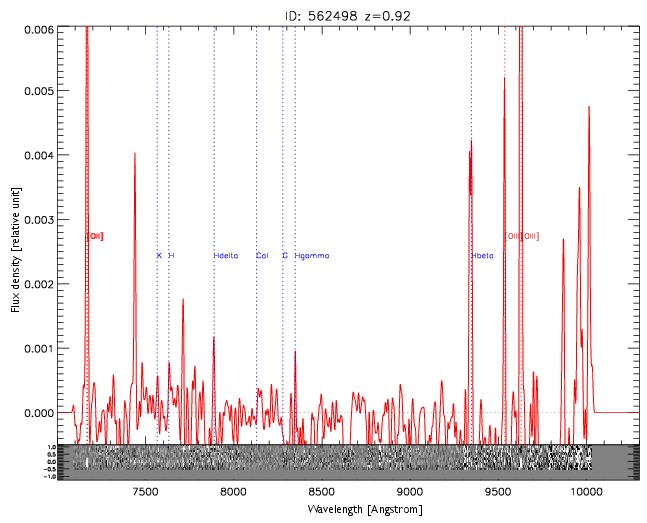 ID: 562498 z=0.92
0.006
0.005
0.004
0.003
0.002
0.001
0.000
Flux density [relative unit]
[OII]
K
H
Hdelta
CaI
G
Hgamma
Hbeta
[OIII]
[OIII]
1.0
0.5
0.0
-0.5
-1.0
7500
8000
8500
9000
9500
10000
Wavelength [Angstrom]